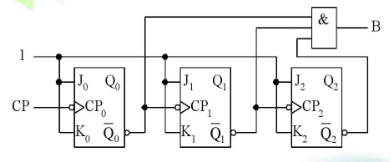 &
B
1
J₀ Q₀ J₁ Q₁ J₂ Q₂
CP CP₀ CP₁ CP₂
K₀ Q̅₀ K₁ Q̅₁ K₂ Q̅₂